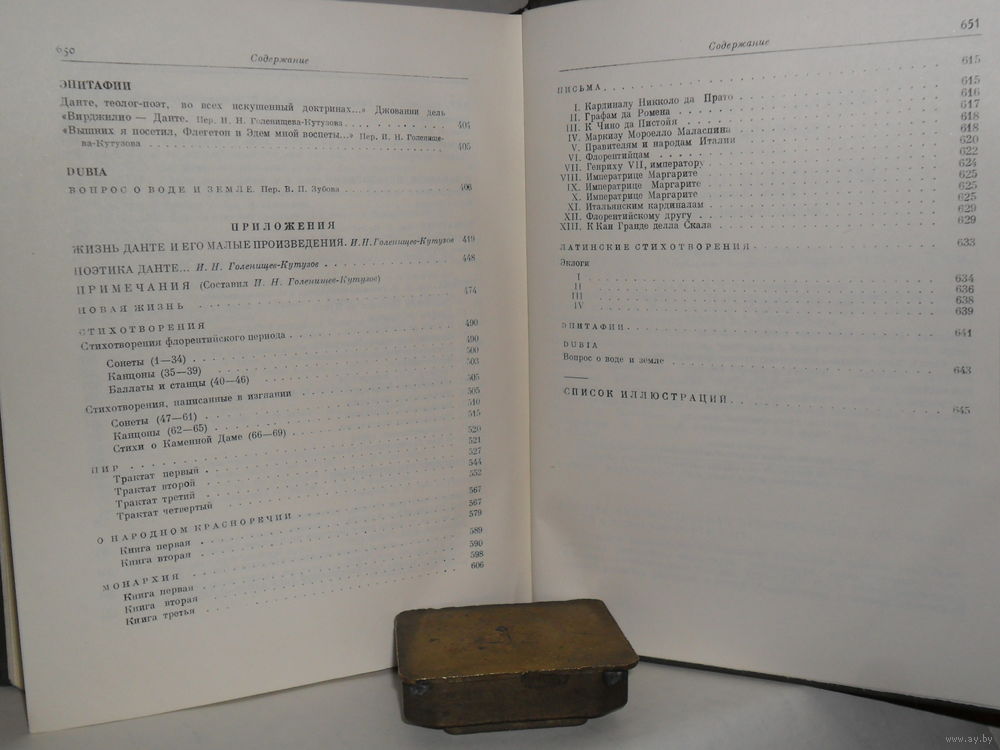 650
Содержание
ЭПИТАФИИ
Данте, теолог-поэт, во всех искушенный доктринах...» Джованни дель
«Вирджилио — Данте. Пер. И. Н. Голенищева-Кутузова 405
«Вышних я посетил, Флегетон и Эдем мной воспеты...» Пер. И. Н. Голенище-
ва-Кутузова 405
DUBIA
ВОПРОС О ВОДЕ И ЗЕМЛЕ. Пер. В. П. Зубова 406
ПРИЛОЖЕНИЯ
ЖИЗНЬ ДАНТЕ И ЕГО МАЛЫЕ ПРОИЗВЕДЕНИЯ. И. Н. Голенищев-Кутузов 419
ПОЭТИКА ДАНТЕ... И. Н. Голенищев-Кутузов 448
ПРИМЕЧАНИЯ (Составил И. Н. Голенищев-Кутузов)
НОВАЯ ЖИЗНЬ 474
СТИХОТВОРЕНИЯ 490
Стихотворения флорентийского периода 490
Сонеты (1—34) 500
Канцоны (35—39) 503
Баллаты и станцы (40—46) 505
Стихотворения, написанные в изгнании 505
Сонеты (47—61) 510
Канцоны (62—65) 515
Стихи о Каменной Даме (66—69) 520
ПИР 521
Трактат первый 527
Трактат второй 544
Трактат третий 552
Трактат четвертый 567
О НАРОДНОМ КРАСНОРЕЧИИ 567
Книга первая 579
Книга вторая 589
МОНАРХИЯ 590
Книга первая 598
Книга вторая 606
Книга третья
651
Содержание
ПИСЬМА 615
I. Кардиналу Никколо да Прато 615
II. Графам да Ромена 616
III. К Чино да Пистойя 617
IV. Маркизу Мороелло Маласпина 618
V. Правителям и народам Италии 618
VI. Флорентийцам 620
VII. Генриху VII, императору 622
VIII. Императрице Маргарите 624
IX. Императрице Маргарите 625
X. Императрице Маргарите 625
XI. Итальянским кардиналам 625
XII. Флорентийскому другу 629
XIII. К Кан Гранде делла Скала 629
ЛАТИНСКИЕ СТИХОТВОРЕНИЯ 633
Эклоги
I 634
II 636
III 638
IV 639
ЭПИТАФИИ 641
DUBIA
Вопрос о воде и земле 643
СПИСОК ИЛЛЮСТРАЦИЙ 645
www.ay.by